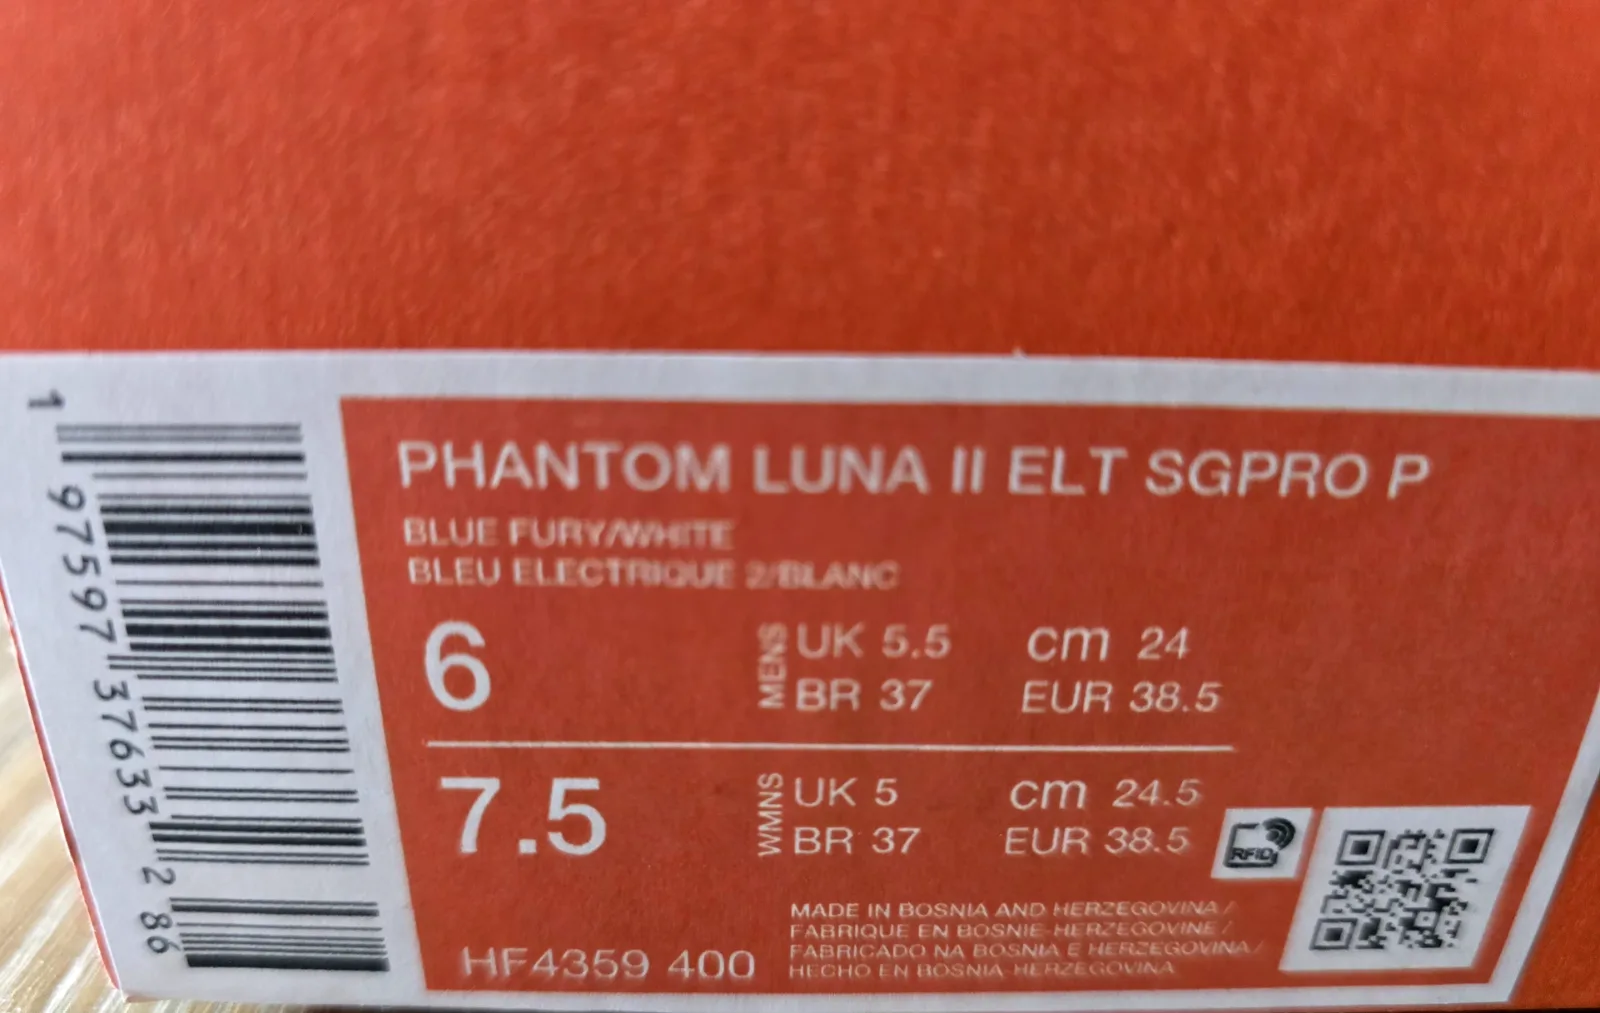 1 97597 37633 2 86
PHANTOM LUNA II ELT SGPRO P
BLUE FURY/WHITE
BLEU ELECTRIQUE 2/BLANC
6
MENS
UK 5.5 cm 24
BR 37 EUR 38.5
7.5
WMNS
UK 5 cm 24.5
BR 37 EUR 38.5
RFID
HF4359 400
MADE IN BOSNIA AND HERZEGOVINA /
FABRIQUE EN BOSNIE-HERZEGOVINE /
FABRICADO NA BOSNIA E HERZEGOVINA /
HECHO EN BOSNIA-HERZEGOVINA